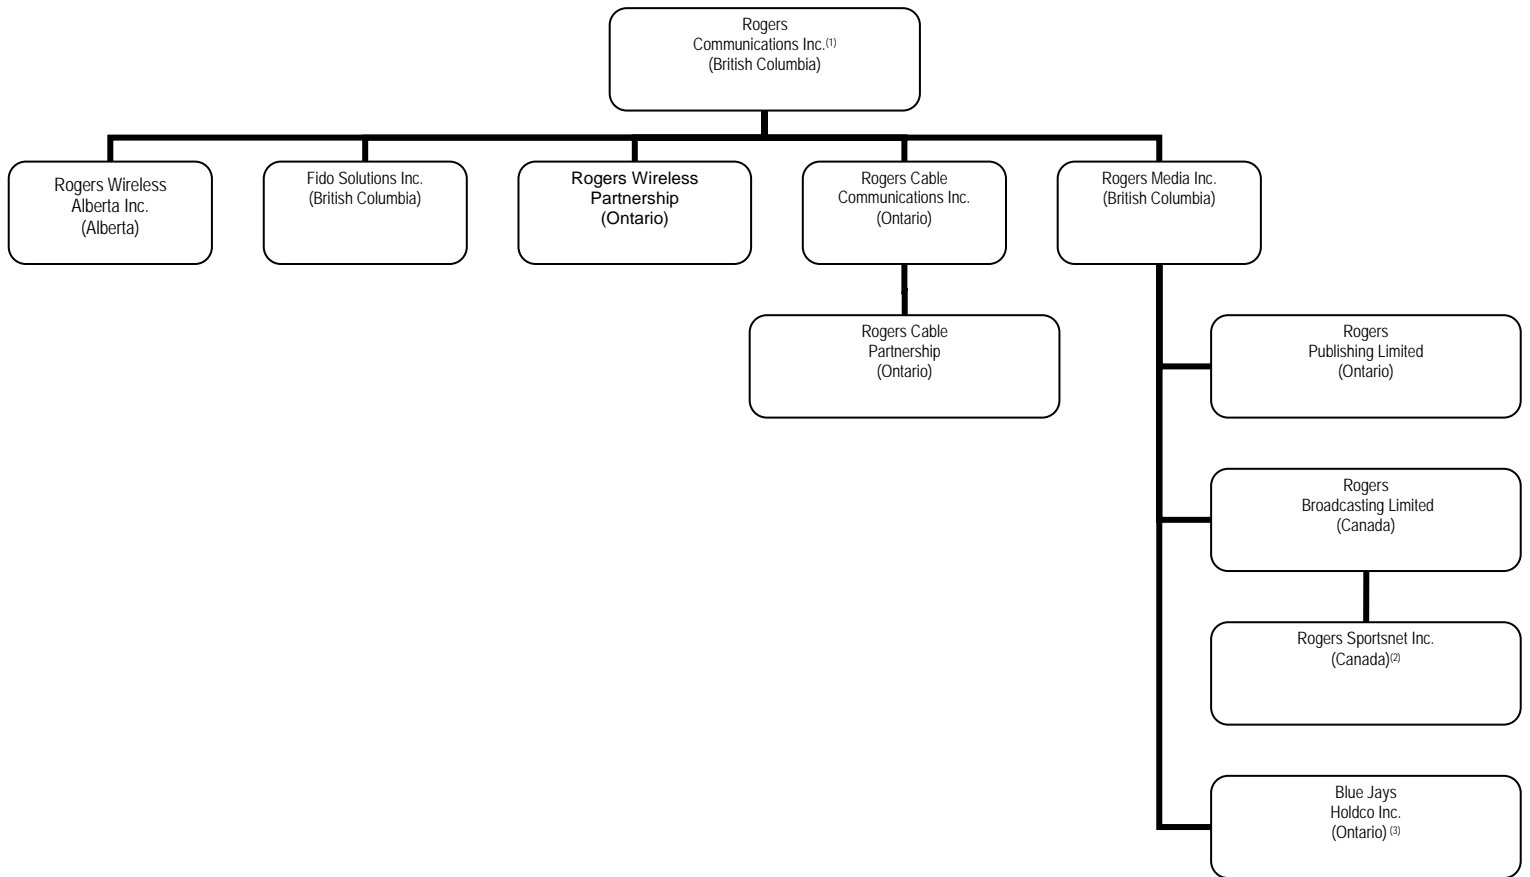 Rogers
Communications Inc.(1)
(British Columbia)
Rogers Wireless
Alberta Inc.
(Alberta)
Fido Solutions Inc.
(British Columbia)
Rogers Wireless
Partnership
(Ontario)
Rogers Cable
Communications Inc.
(Ontario)
Rogers Media Inc.
(British Columbia)
Rogers Cable
Partnership
(Ontario)
Rogers
Publishing Limited
(Ontario)
Rogers
Broadcasting Limited
(Canada)
Rogers Sportsnet Inc.
(Canada)(2)
Blue Jays
Holdco Inc.
(Ontario) (3)